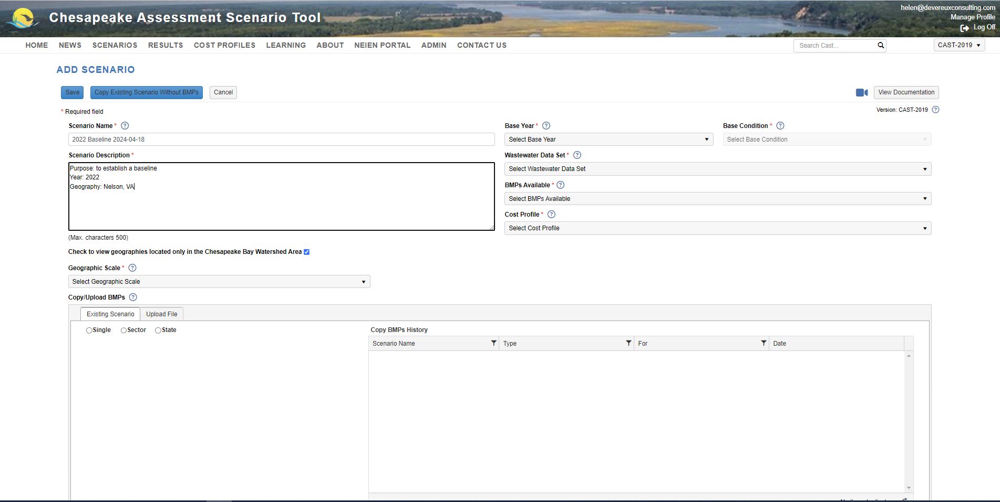 Chesapeake Assessment Scenario Tool
helen@devereuxconsulting.com
Manage Profile
Log Off
HOME NEWS SCENARIOS RESULTS COST PROFILES LEARNING ABOUT NEIEN PORTAL ADMIN CONTACT US
Search Cast...
CAST-2019
ADD SCENARIO
Save Copy Existing Scenario Without BMPs Cancel
View Documentation
* Required field
Version: CAST-2019 ?
Scenario Name * ?
2022 Baseline 2024-04-18
Scenario Description *
Purpose: to establish a baseline
Year: 2022
Geography: Nelson, VA
(Max. characters 500)
Base Year * ?
Select Base Year
Base Condition * ?
Select Base Condition
Wastewater Data Set * ?
Select Wastewater Data Set
BMPs Available * ?
Select BMPs Available
Cost Profile * ?
Select Cost Profile
Check to view geographies located only in the Chesapeake Bay Watershed Area
Geographic Scale * ?
Select Geographic Scale
Copy/Upload BMPs ?
Existing Scenario Upload File
Single Sector State
Copy BMPs History
Scenario Name Type For Date